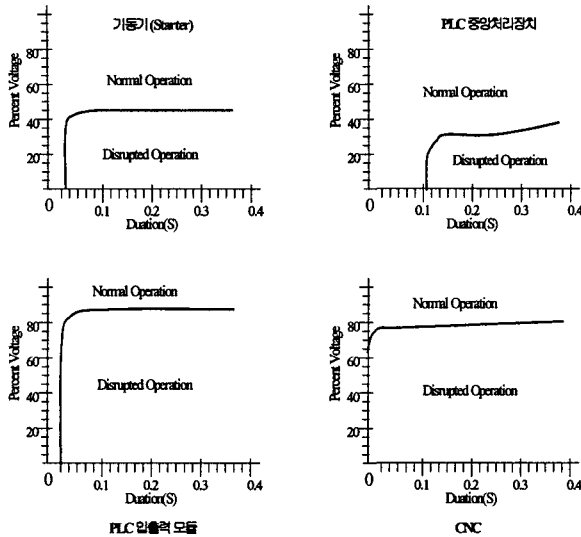 기동기 (Starter)
Percent Voltage
80
60
40
20
Normal Operation
Disrupted Operation
0
0.1
0.2
0.3
0.4
Duation(S)
PLC 중앙처리장치
Percent Voltage
80
60
40
20
Normal Operation
Disrupted Operation
0
0.1
0.2
0.3
0.4
Duation(S)
Percent Voltage
80
60
40
20
Normal Operation
Disrupted Operation
0
0.1
0.2
0.3
0.4
Duation(S)
PLC 입출력 모듈
Percent Voltage
80
60
40
20
Normal Operation
Disrupted Operation
0
0.1
0.2
0.3
0.4
Duation(S)
CNC